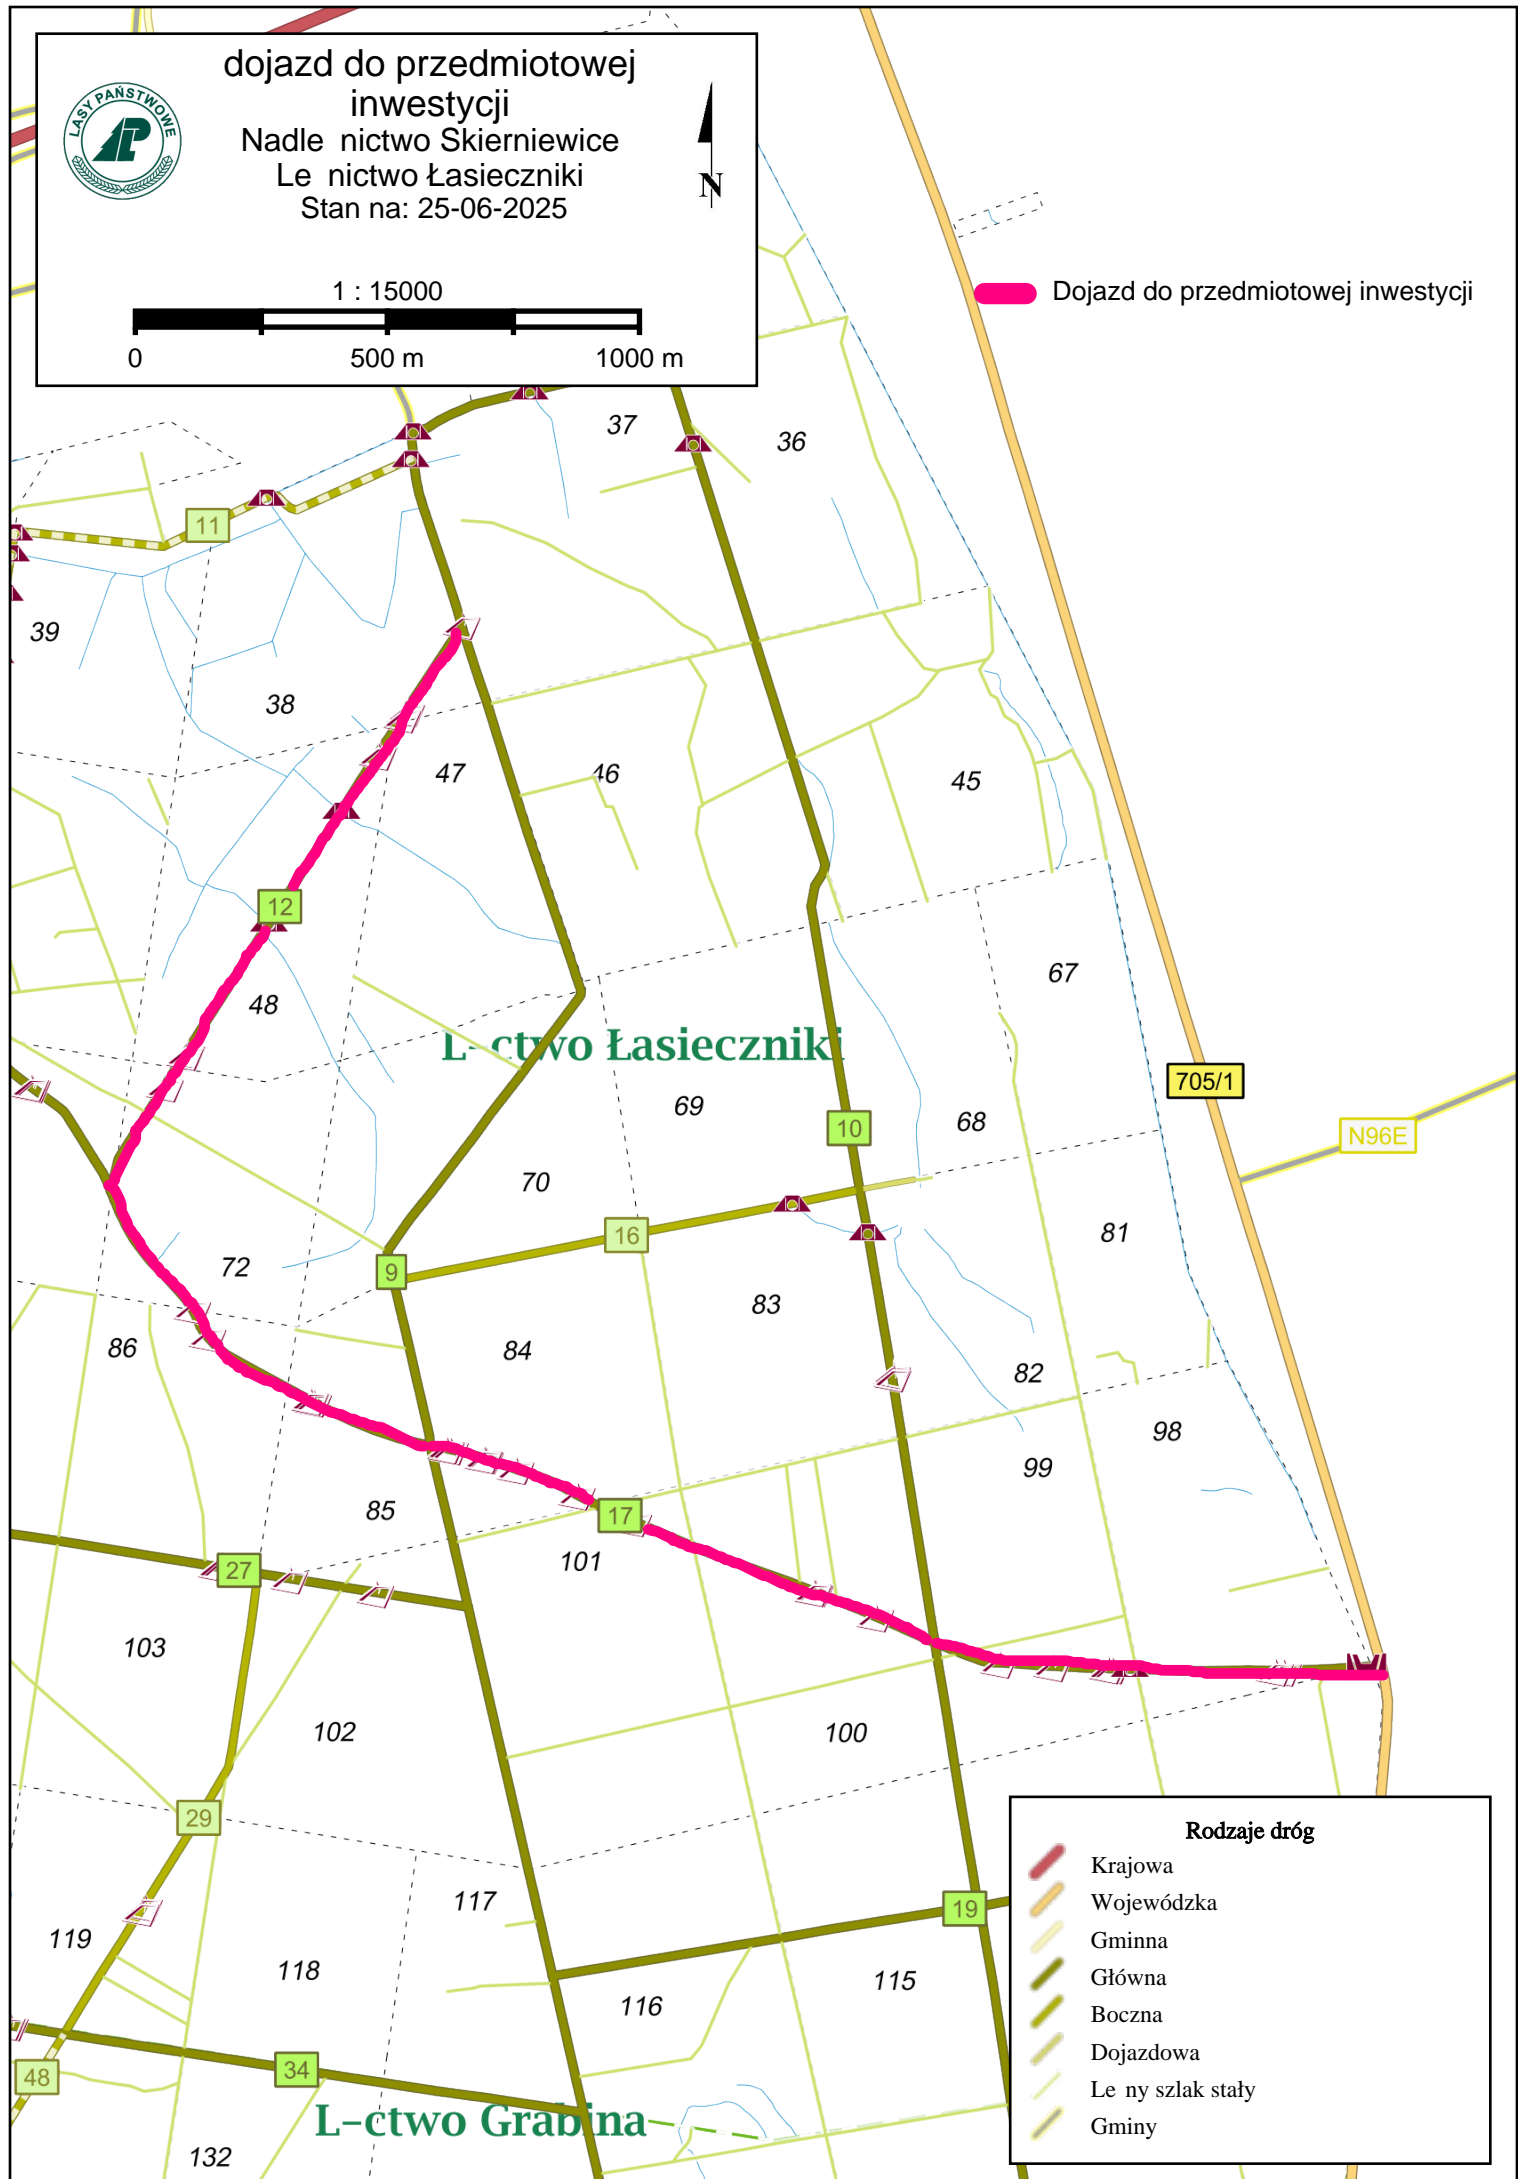 dojazd do przedmiotowej
inwestycji
Nadle nictwo Skierniewice
Le nictwo Łasieczniki
Stan na: 25-06-2025
LASY PAŃSTWOWE
N
1 : 15000
0 500 m 1000 m
Dojazd do przedmiotowej inwestycji
37
36
11
39
38
47
46
45
12
48
67
L-ctwo Łasieczniki
705/1
69
10
68
N96E
70
16
81
72
9
83
86
84
82
98
99
85
17
101
27
103
102
100
29
117
19
119
118
115
116
34
48
L-ctwo Grabina
132
Rodzaje dróg
Krajowa
Wojewódzka
Gminna
Główna
Boczna
Dojazdowa
Le ny szlak stały
Gminy